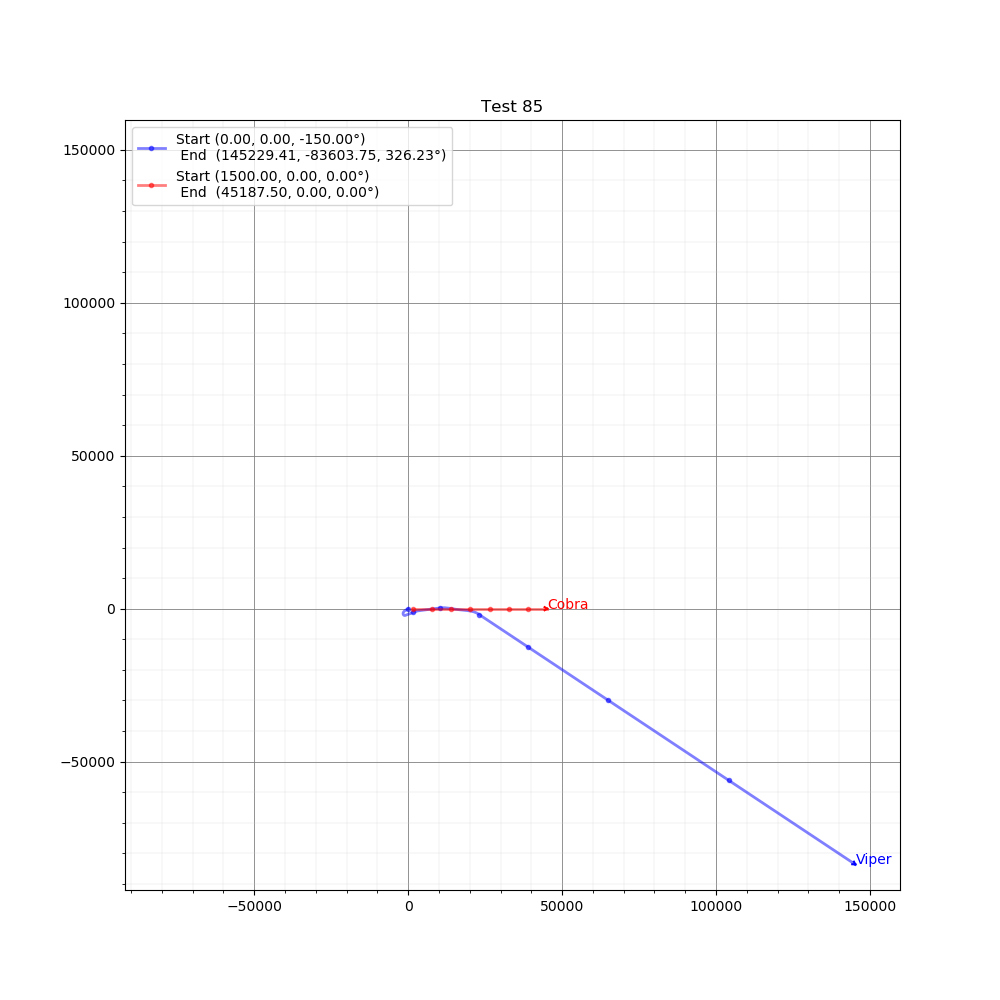 Test 85
Start (0.00, 0.00, -150.00°)
End  (145229.41, -83603.75, 326.23°)
Start (1500.00, 0.00, 0.00°)
End  (45187.50, 0.00, 0.00°)
150000
100000
50000
0
−50000
Cobra
Viper
−50000
0
50000
100000
150000